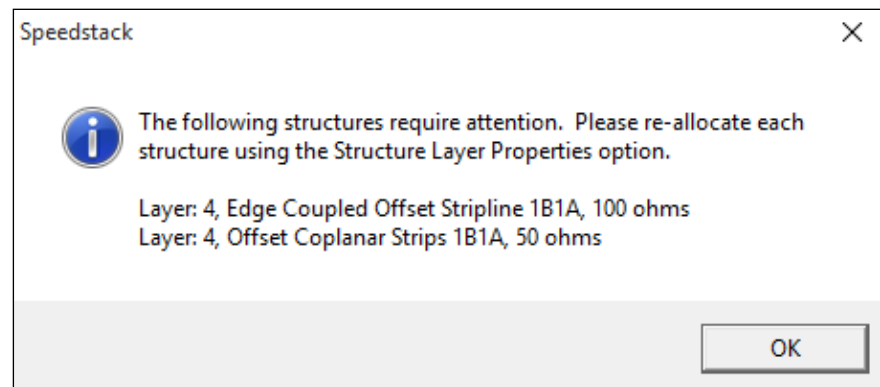 Speedstack
The following structures require attention.  Please re-allocate each
structure using the Structure Layer Properties option.
Layer: 4, Edge Coupled Offset Stripline 1B1A, 100 ohms
Layer: 4, Offset Coplanar Strips 1B1A, 50 ohms
OK